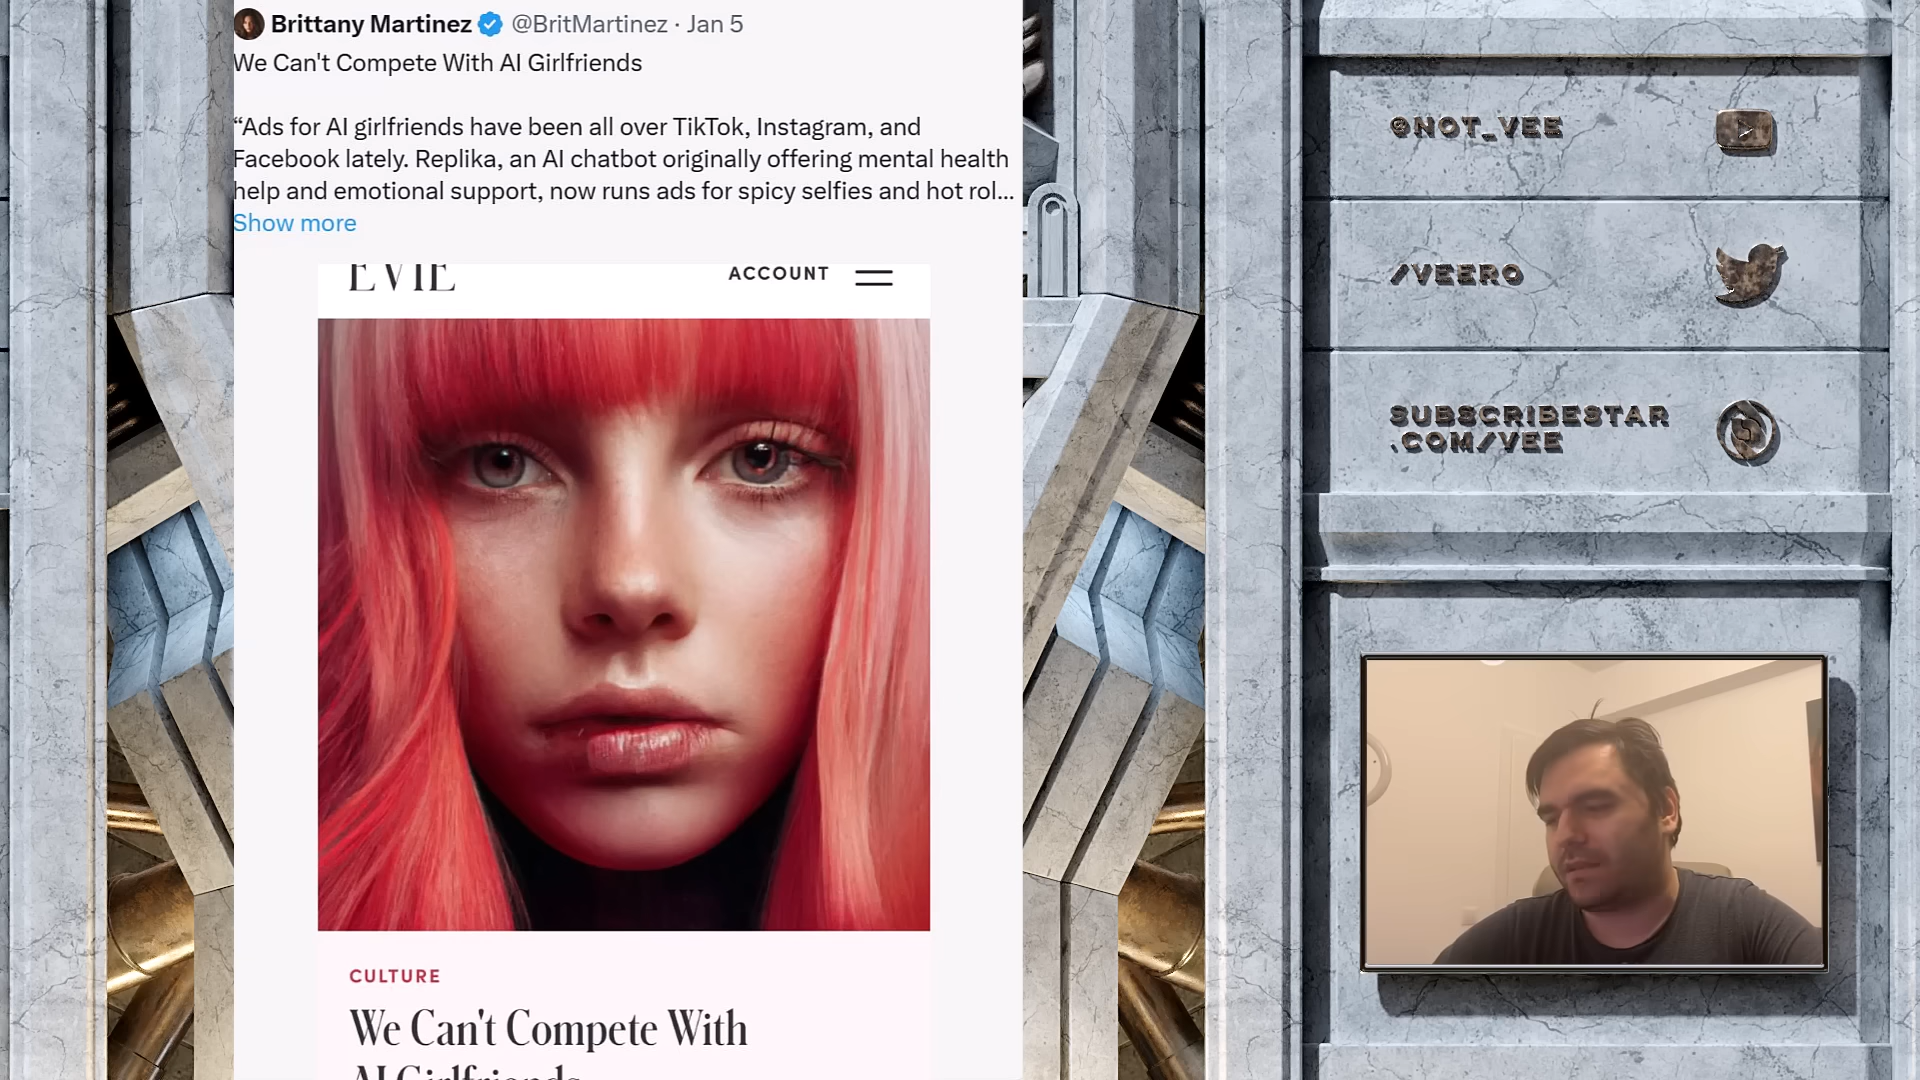 Brittany Martinez @BritMartinez · Jan 5
We Can't Compete With AI Girlfriends
“Ads for AI girlfriends have been all over TikTok, Instagram, and
Facebook lately. Replika, an AI chatbot originally offering mental health
help and emotional support, now runs ads for spicy selfies and hot rol...
Show more
EVIE
ACCOUNT
CULTURE
We Can't Compete With
AI Girlfriends
@NOT_VEE
/VEERO
SUBSCRIBESTAR
.COM/VEE